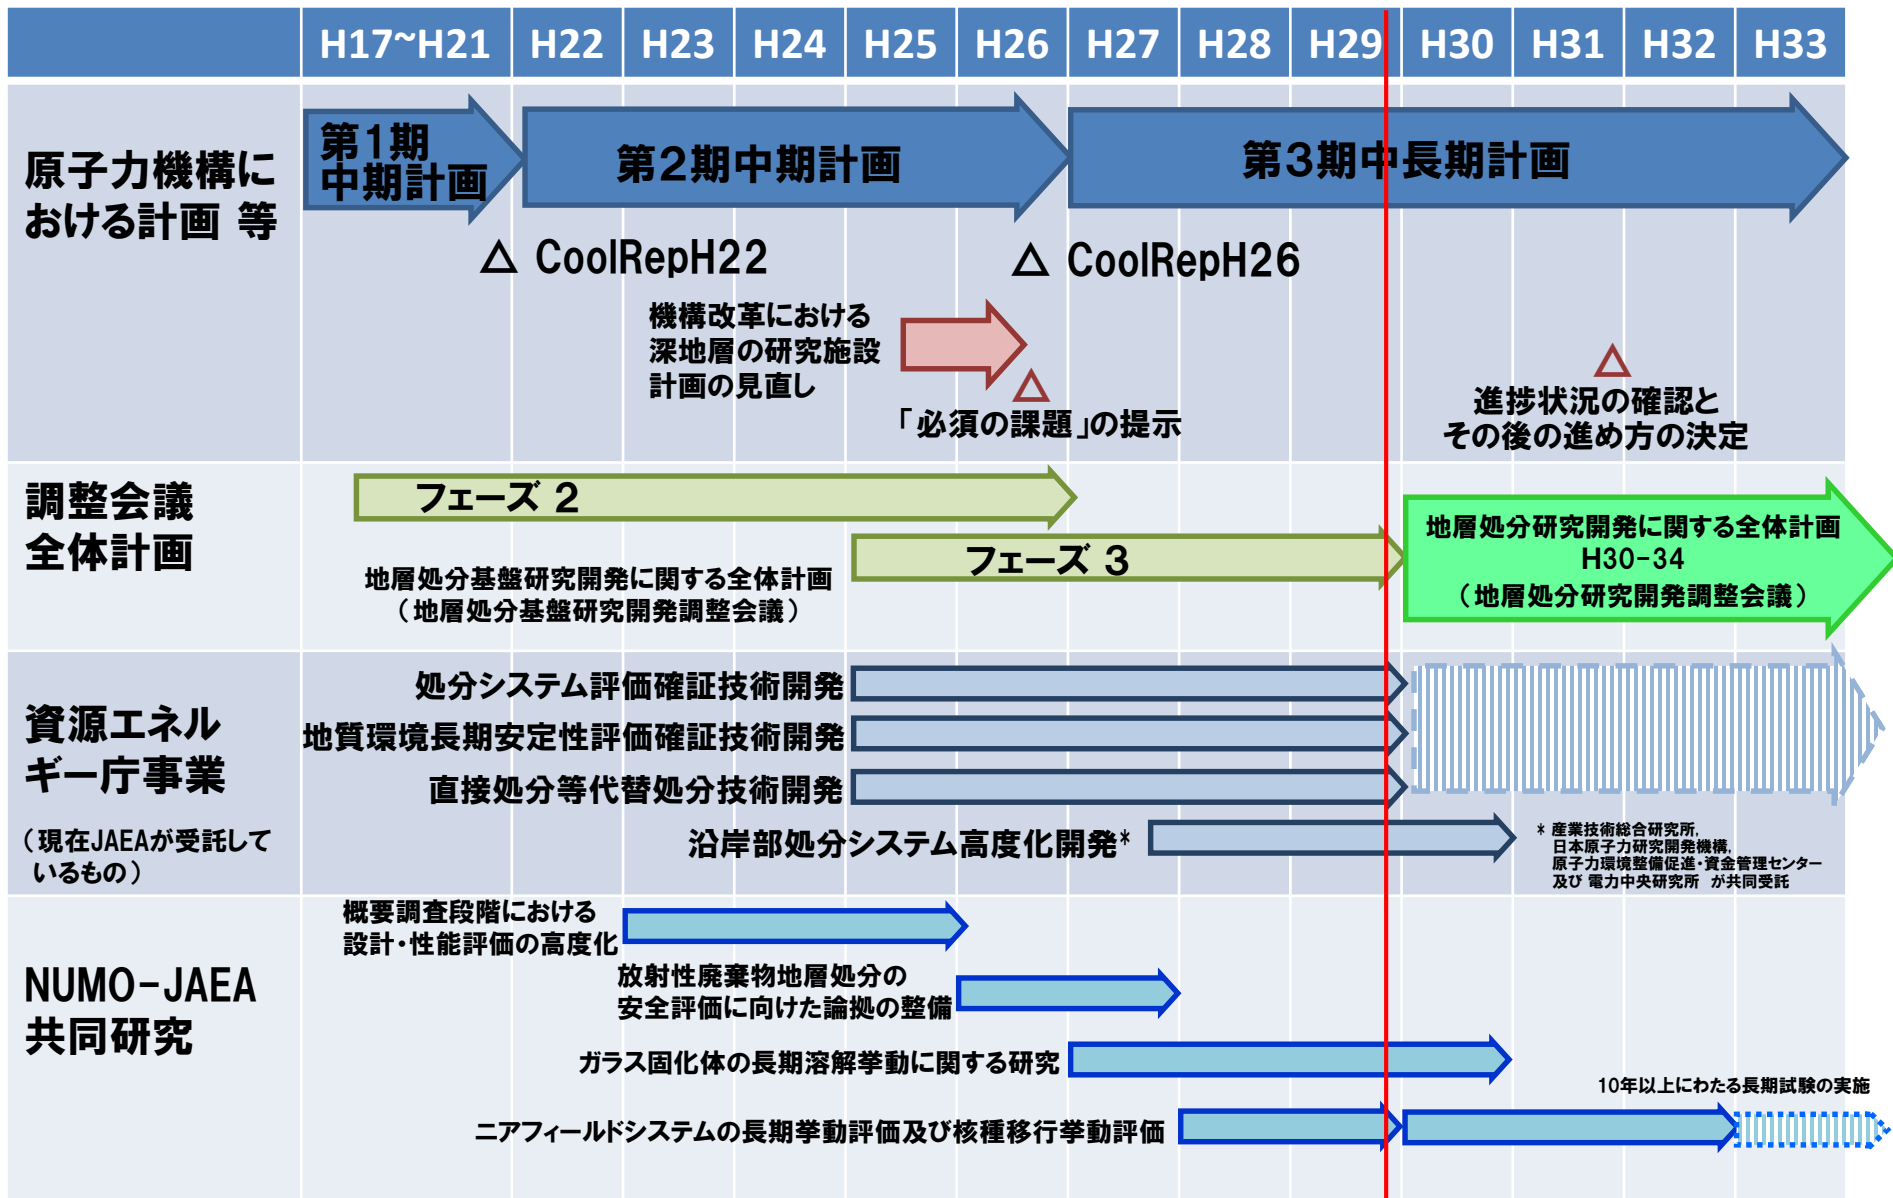 H17~H21 H22 H23 H24 H25 H26 H27 H28 H29 H30 H31 H32 H33
原子力機構に
おける計画 等
第1期
中期計画
第2期中期計画
第3期中長期計画
△ CoolRepH22
△ CoolRepH26
機構改革における
深地層の研究施設
計画の見直し
△
「必須の課題」の提示
△
進捗状況の確認と
その後の進め方の決定
調整会議
全体計画
フェーズ 2
フェーズ 3
地層処分基盤研究開発に関する全体計画
（地層処分基盤研究開発調整会議）
地層処分研究開発に関する全体計画
H30-34
（地層処分研究開発調整会議）
資源エネル
ギー庁事業
（現在JAEAが受託して
いるもの）
処分システム評価確証技術開発
地質環境長期安定性評価確証技術開発
直接処分等代替処分技術開発
沿岸部処分システム高度化開発*
* 産業技術総合研究所,
日本原子力研究開発機構,
原子力環境整備促進・資金管理センター
及び 電力中央研究所 が共同受託
NUMO-JAEA
共同研究
概要調査段階における
設計・性能評価の高度化
放射性廃棄物地層処分の
安全評価に向けた論拠の整備
ガラス固化体の長期溶解挙動に関する研究
10年以上にわたる長期試験の実施
ニアフィールドシステムの長期挙動評価及び核種移行挙動評価